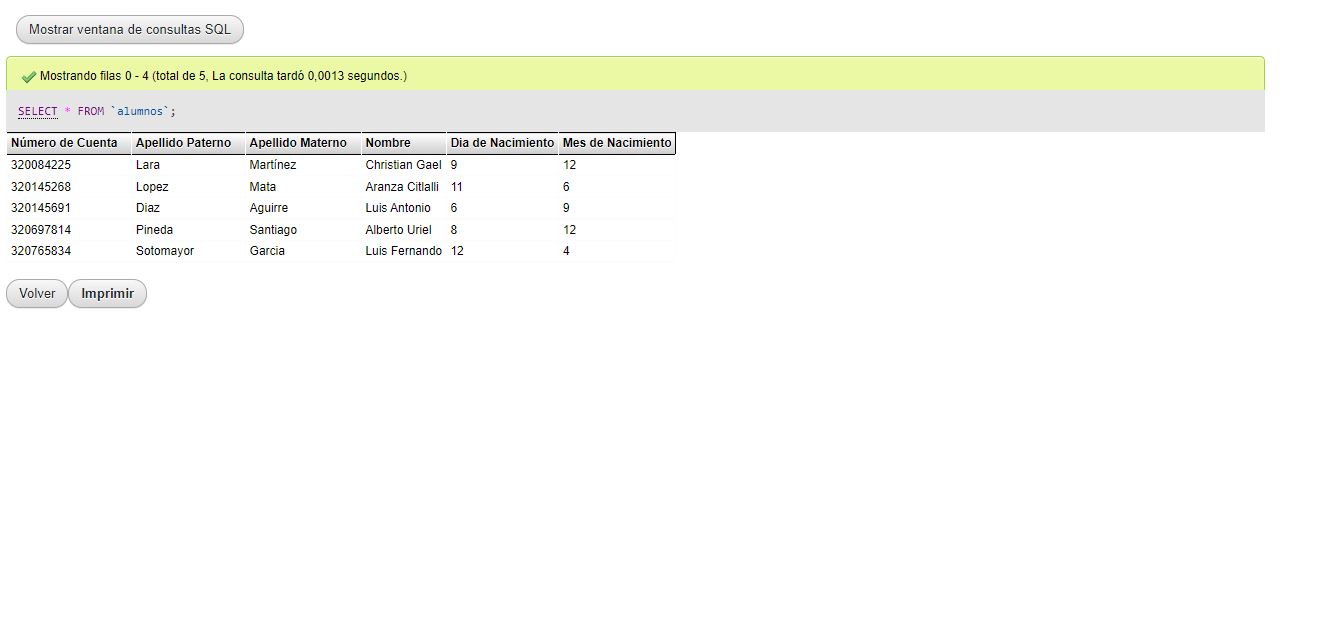 Mostrar ventana de consultas SQL
Mostrando filas 0 - 4 (total de 5, La consulta tardó 0,0013 segundos.)
SELECT * FROM `alumnos`;
Número de Cuenta Apellido Paterno Apellido Materno Nombre Dia de Nacimiento Mes de Nacimiento
320084225 Lara Martínez Christian Gael 9 12
320145268 Lopez Mata Aranza Citlalli 11 6
320145691 Diaz Aguirre Luis Antonio 6 9
320697814 Pineda Santiago Alberto Uriel 8 12
320765834 Sotomayor Garcia Luis Fernando 12 4
Volver Imprimir